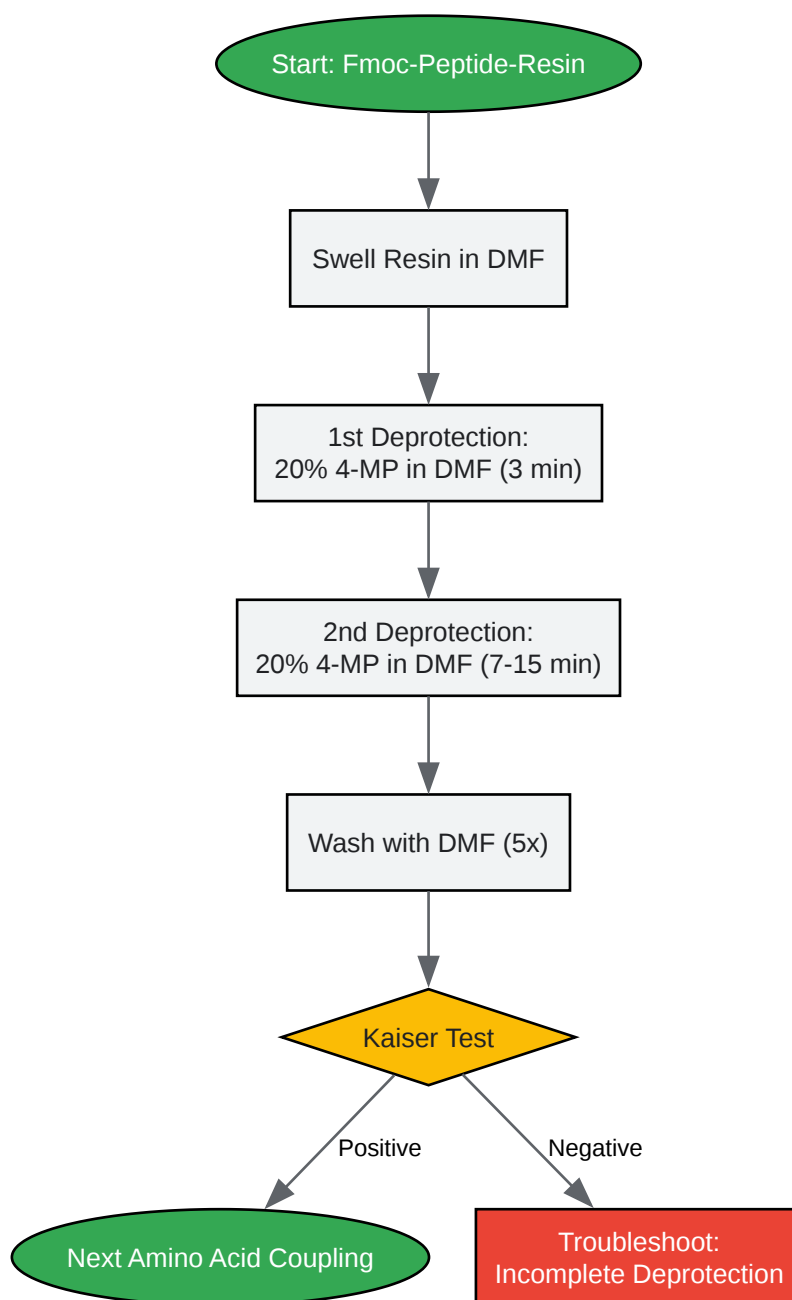 Start: Fmoc-Peptide-Resin
Swell Resin in DMF
1st Deprotection:
20% 4-MP in DMF (3 min)
2nd Deprotection:
20% 4-MP in DMF (7-15 min)
Wash with DMF (5x)
Kaiser Test
Positive
Negative
Next Amino Acid Coupling
Troubleshoot:
Incomplete Deprotection